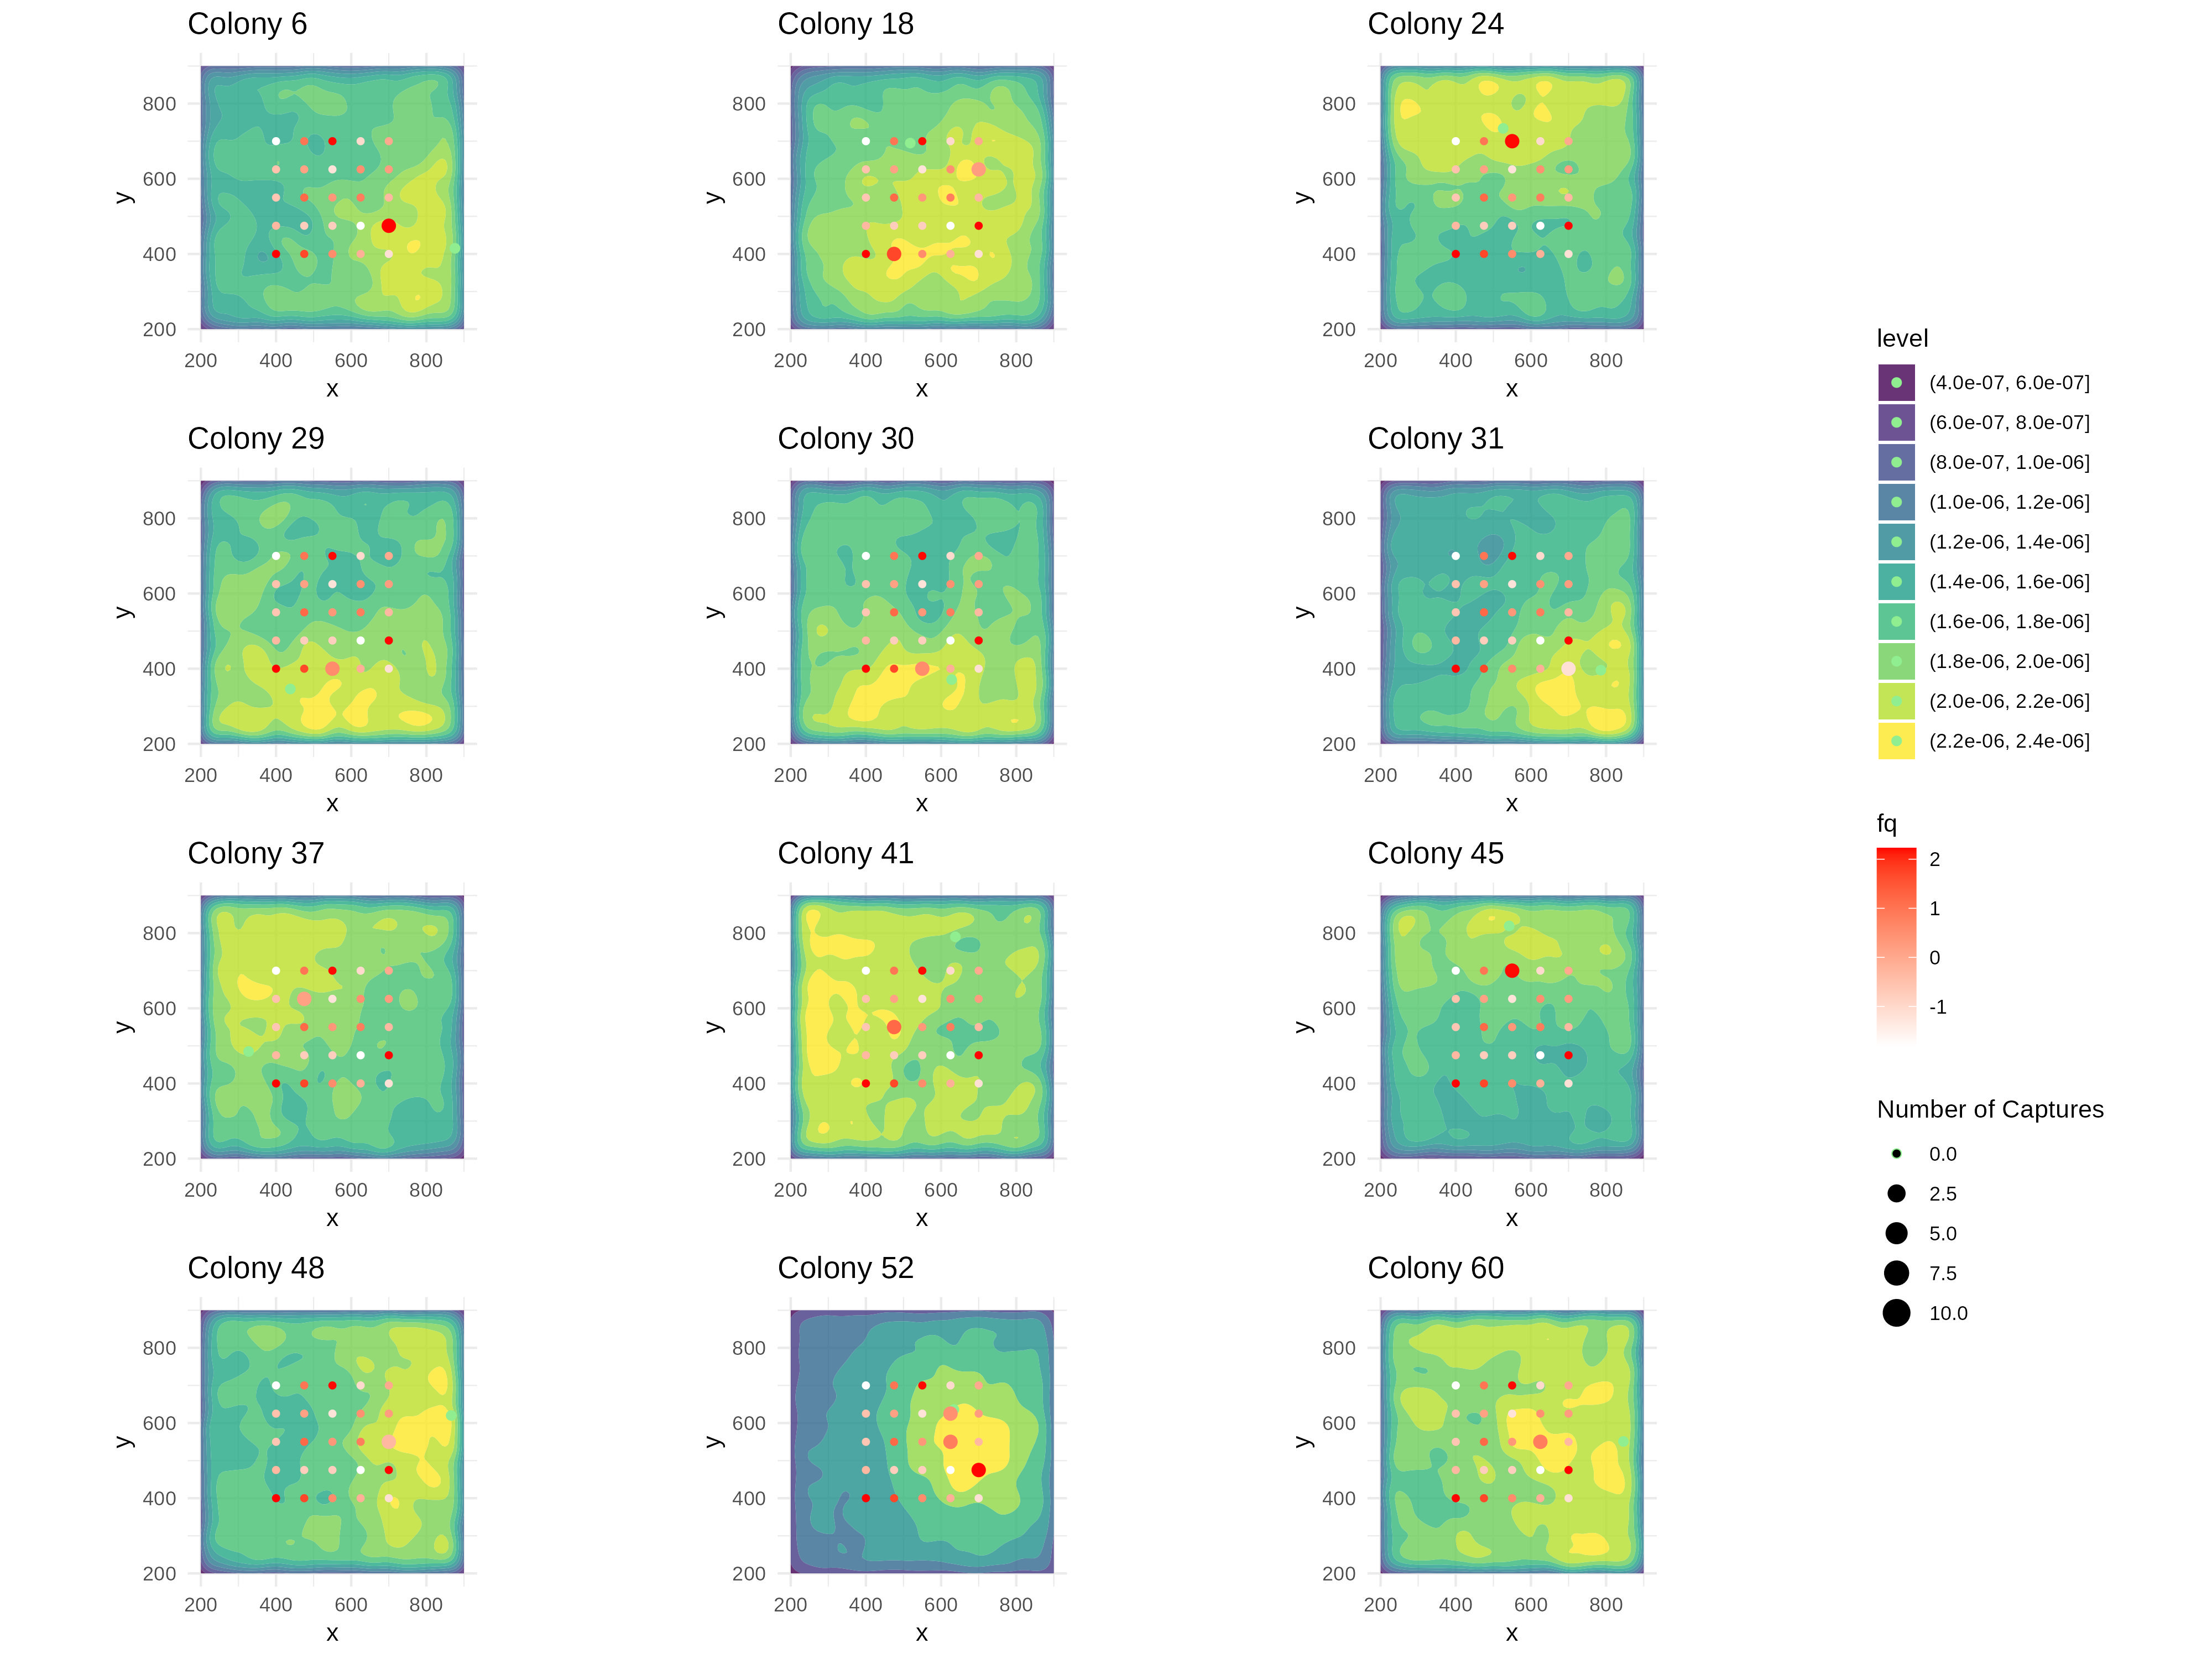 Colony 6
y
800
600
400
200
200 400 600 800
x
Colony 18
y
800
600
400
200
200 400 600 800
x
Colony 24
y
800
600
400
200
200 400 600 800
x
Colony 29
y
800
600
400
200
200 400 600 800
x
Colony 30
y
800
600
400
200
200 400 600 800
x
Colony 31
y
800
600
400
200
200 400 600 800
x
Colony 37
y
800
600
400
200
200 400 600 800
x
Colony 41
y
800
600
400
200
200 400 600 800
x
Colony 45
y
800
600
400
200
200 400 600 800
x
Colony 48
y
800
600
400
200
200 400 600 800
x
Colony 52
y
800
600
400
200
200 400 600 800
x
Colony 60
y
800
600
400
200
200 400 600 800
x
level
(4.0e-07, 6.0e-07]
(6.0e-07, 8.0e-07]
(8.0e-07, 1.0e-06]
(1.0e-06, 1.2e-06]
(1.2e-06, 1.4e-06]
(1.4e-06, 1.6e-06]
(1.6e-06, 1.8e-06]
(1.8e-06, 2.0e-06]
(2.0e-06, 2.2e-06]
(2.2e-06, 2.4e-06]
fq
2
1
0
-1
Number of Captures
0.0
2.5
5.0
7.5
10.0